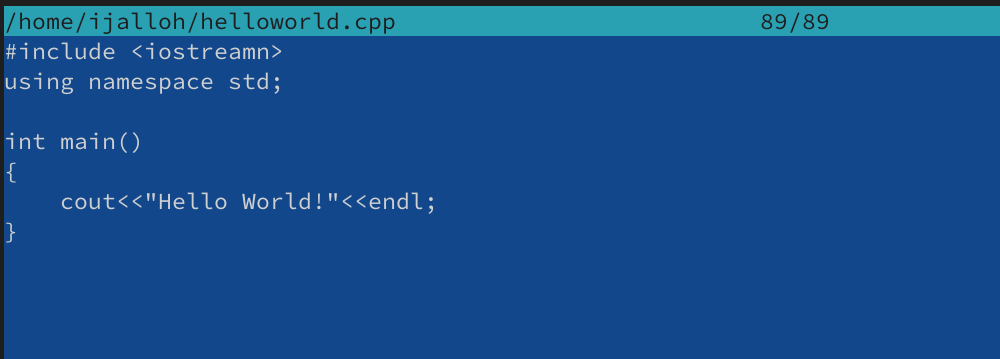 /home/ijalloh/helloworld.cpp 89/89
#include <iostreamn>
using namespace std;

int main()
{
    cout<<"Hello World!"<<endl;
}